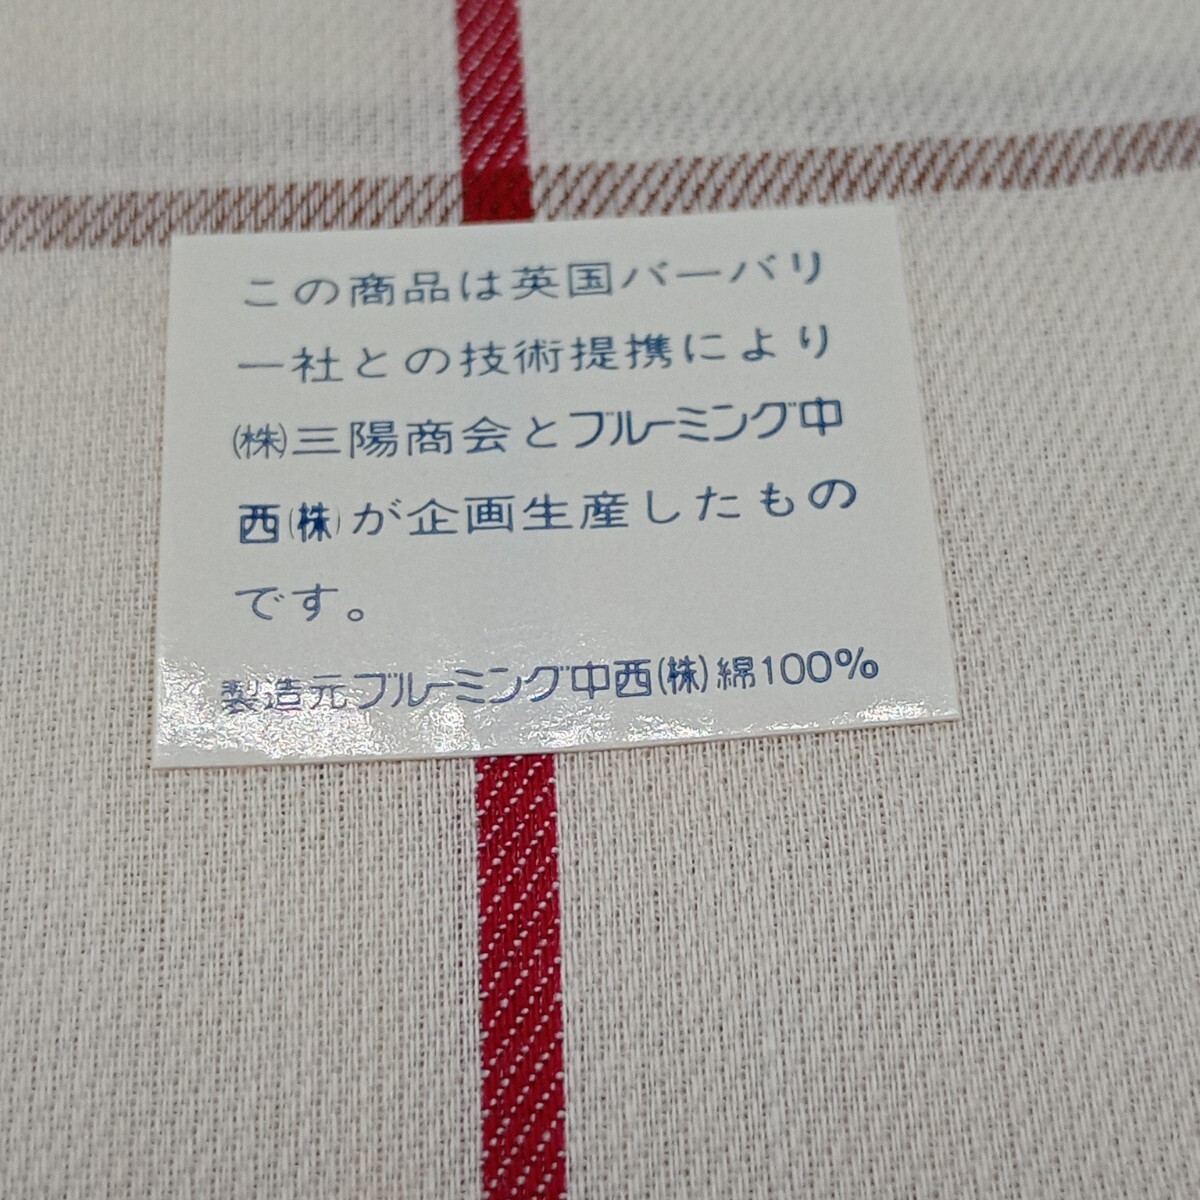 この商品は英国バーバリ
ー社との技術提携により
㈱三陽商会とブルーミング中
西㈱が企画生産したもの
です。
製造元ブルーミング中西㈱綿100%